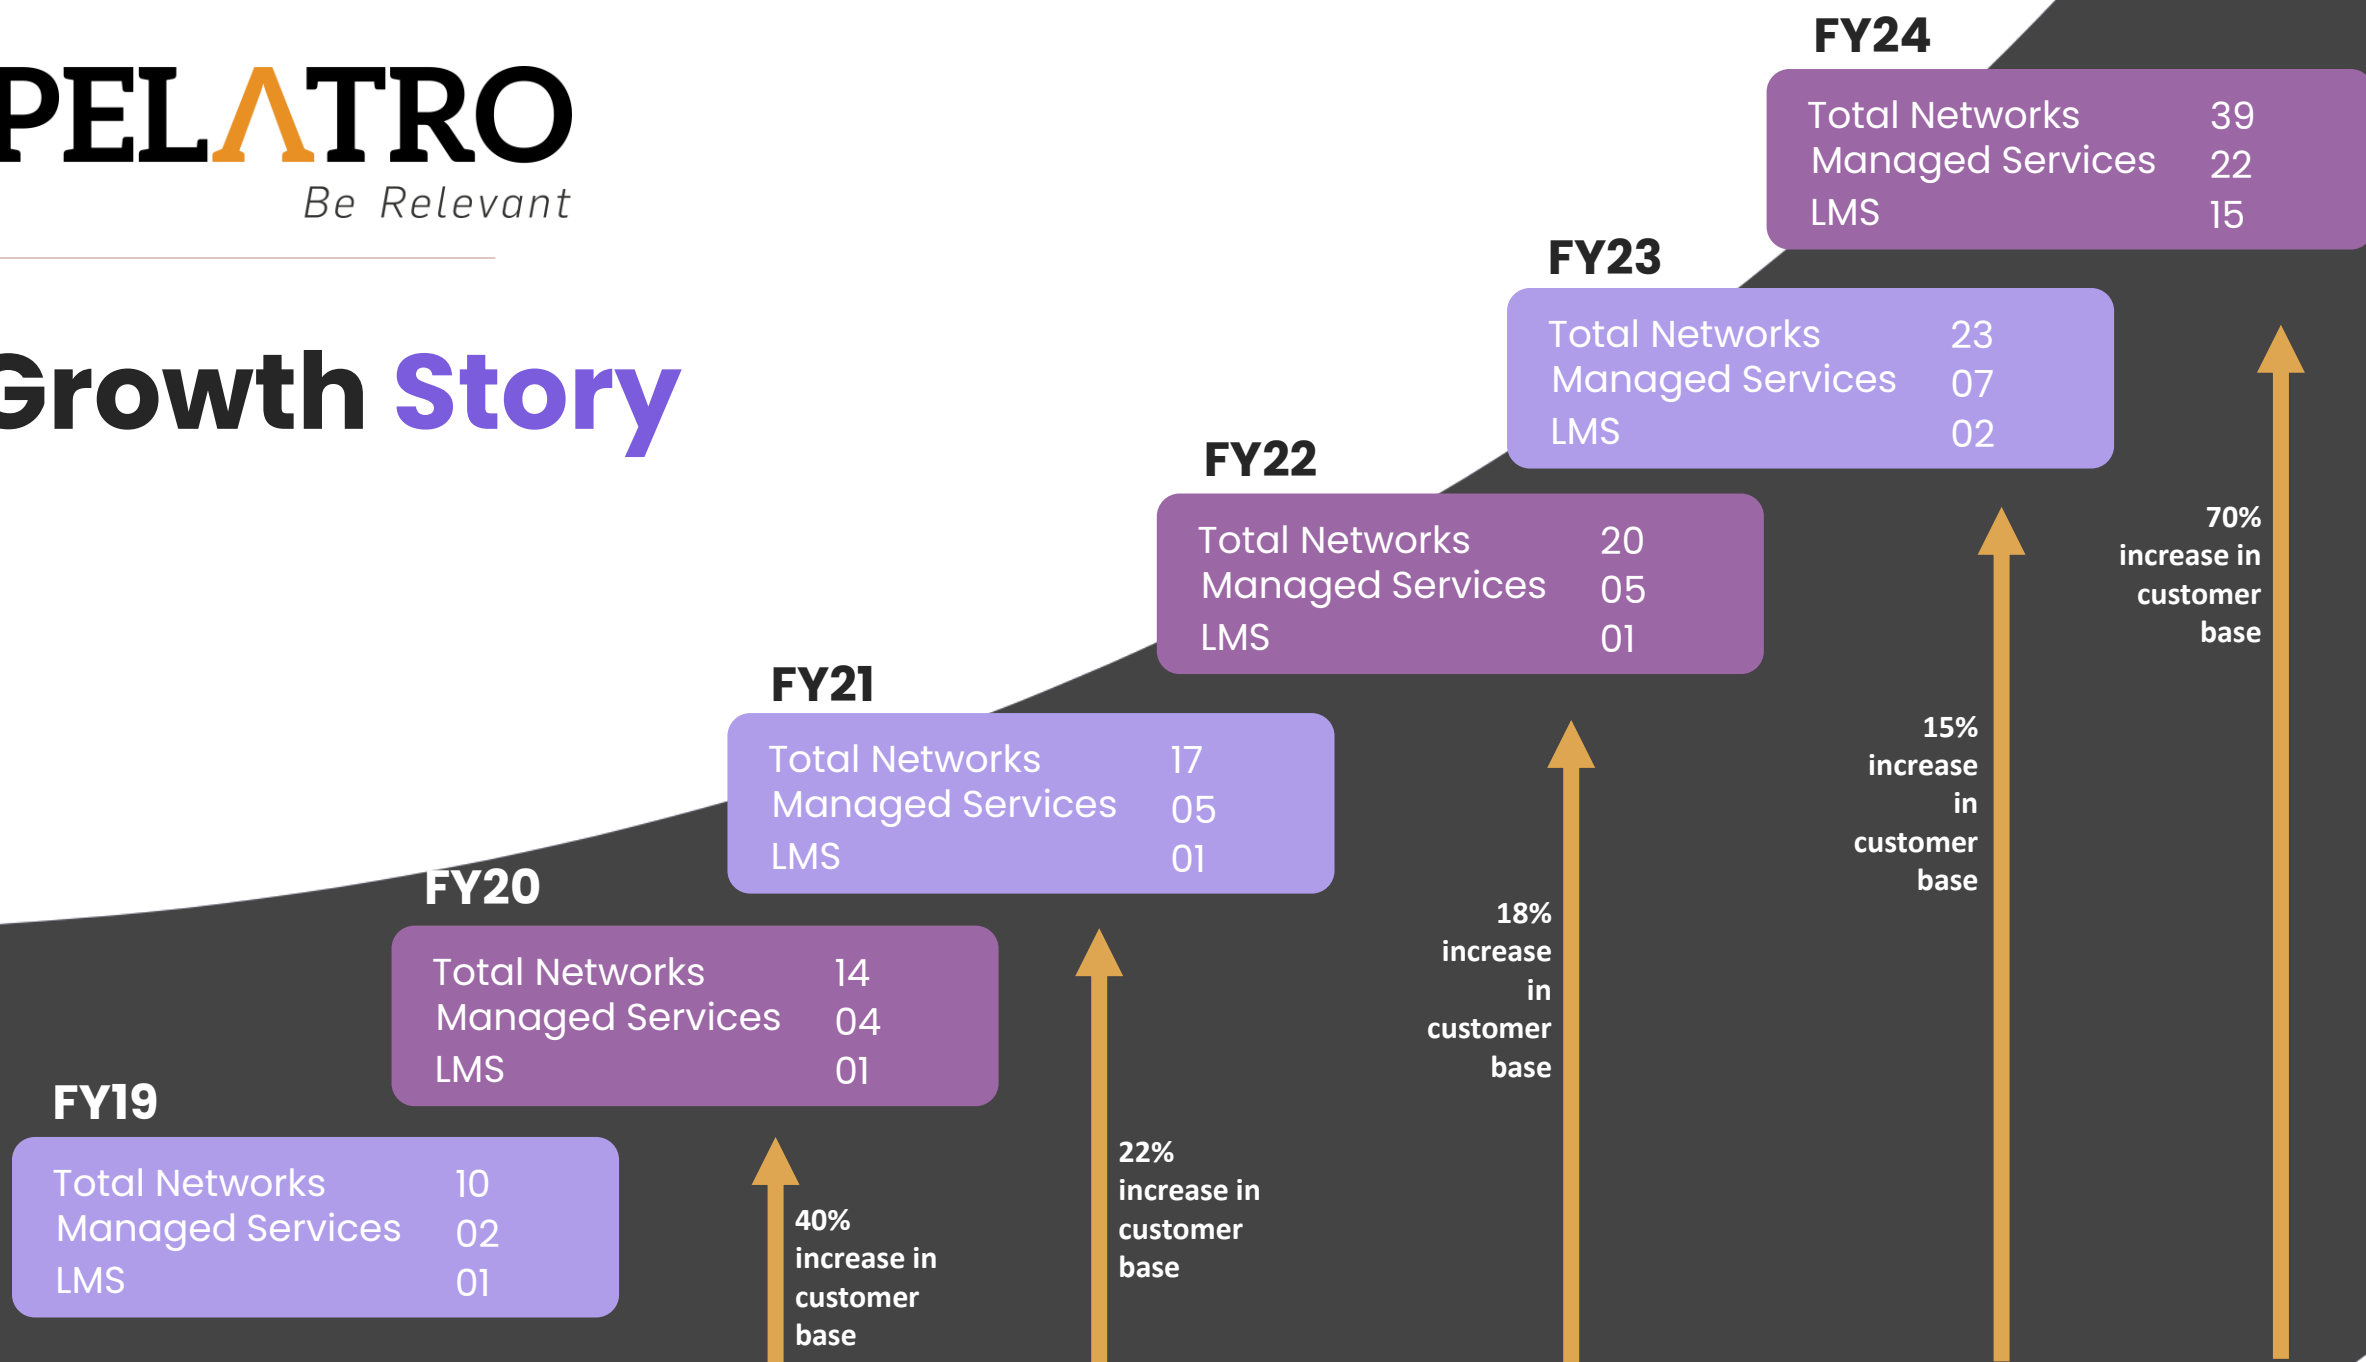 PELATRO
Be Relevant
Growth Story
FY24
Total Networks 39
Managed Services 22
LMS 15
FY23
Total Networks 23
Managed Services 07
LMS 02
FY22
Total Networks 20
Managed Services 05
LMS 01
FY21
Total Networks 17
Managed Services 05
LMS 01
FY20
Total Networks 14
Managed Services 04
LMS 01
FY19
Total Networks 10
Managed Services 02
LMS 01
40%
increase in
customer
base
22%
increase in
customer
base
18%
increase
in
customer
base
15%
increase
in
customer
base
70%
increase in
customer
base